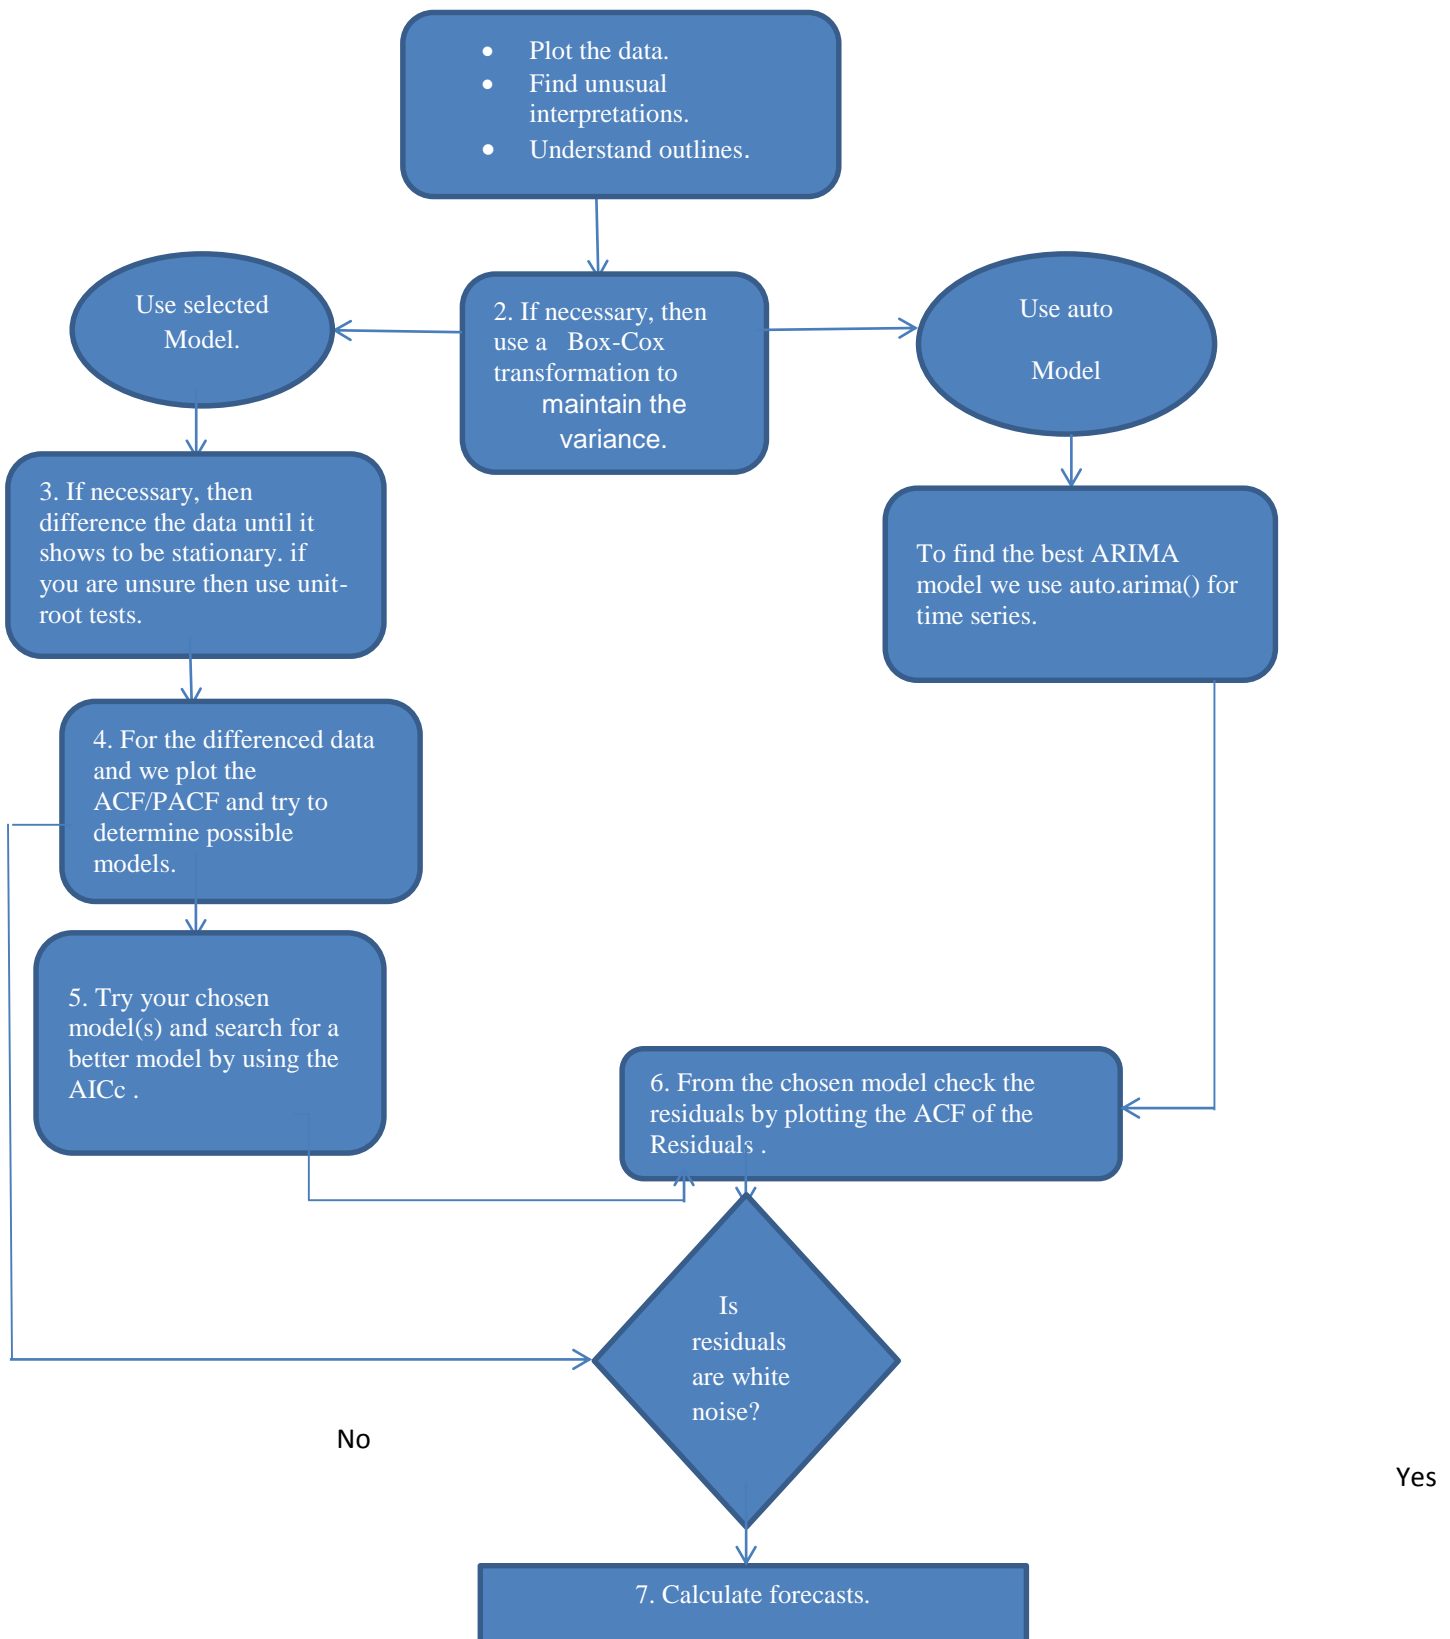 • Plot the data.
• Find unusual
interpretations.
• Understand outlines.
Use selected
Model.
2. If necessary, then
use a Box-Cox
transformation to
maintain the
variance.
Use auto
Model
3. If necessary, then
difference the data until it
shows to be stationary. if
you are unsure then use unit-
root tests.
To find the best ARIMA
model we use auto.arima() for
time series.
4. For the differenced data
and we plot the
ACF/PACF and try to
determine possible
models.
5. Try your chosen
model(s) and search for a
better model by using the
AICc .
6. From the chosen model check the
residuals by plotting the ACF of the
Residuals .
Is
residuals
are white
noise?
No
Yes
7. Calculate forecasts.